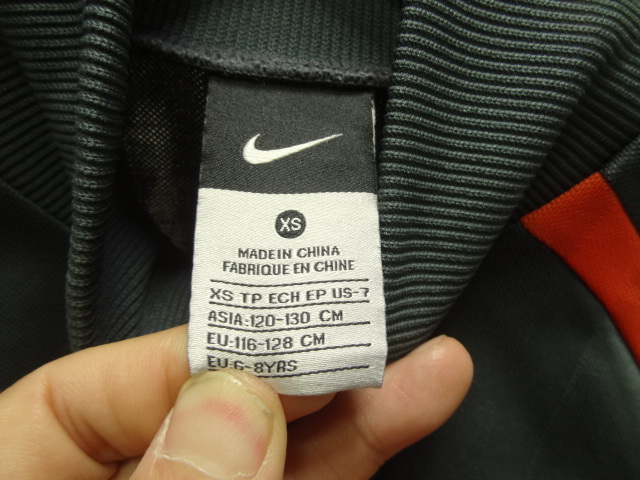 XS
MADE IN CHINA
FABRIQUE EN CHINE
XS TP ECH EP US-7
ASIA:120-130 CM
EU:116-128 CM
EU:6-8YRS